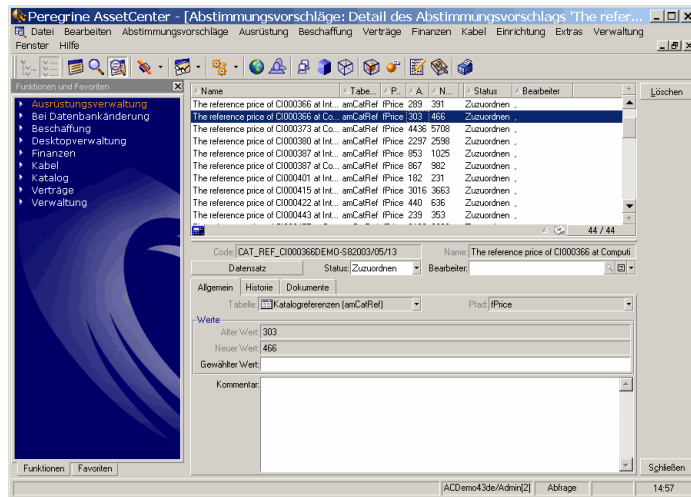 Peregrine AssetCenter - [Abstimmungsvorschläge: Detail des Abstimmungsvorschlags 'The refer...
Datei Bearbeiten Abstimmungsvorschläge Ausrüstung Beschaffung Verträge Finanzen Kabel Einrichtung Extras Verwaltung
Fenster Hilfe
Funktionen und Favoriten
Ausrüstungsverwaltung
Bei Datenbankänderung
Beschaffung
Desktopverwaltung
Finanzen
Kabel
Katalog
Verträge
Verwaltung
Funktionen Favoriten
Name Tabe... P.. A. N... Status Bearbeiter
The reference price of CI000366 at Int... amCatRef fPrice 289 391 Zuzuordnen ,
The reference price of CI000366 at Co... amCatRef fPrice 303 466 Zuzuordnen ,
The reference price of CI000373 at Co... amCatRef fPrice 4436 5708 Zuzuordnen ,
The reference price of CI000380 at Int... amCatRef fPrice 2297 2598 Zuzuordnen ,
The reference price of CI000387 at Int... amCatRef fPrice 853 1025 Zuzuordnen ,
The reference price of CI000387 at Co... amCatRef fPrice 867 982 Zuzuordnen ,
The reference price of CI000401 at Int... amCatRef fPrice 182 231 Zuzuordnen ,
The reference price of CI000415 at Int... amCatRef fPrice 3016 3663 Zuzuordnen ,
The reference price of CI000422 at Int... amCatRef fPrice 440 636 Zuzuordnen ,
The reference price of CI000443 at Int... amCatRef fPrice 239 353 Zuzuordnen ,
44 / 44
Löschen
Code: CAT_REF_CI000366DEMO-S82003/05/13 Name: The reference price of CI000366 at Computi
Datensatz Status: Zuzuordnen Bearbeiter:
Allgemein Historie Dokumente
Tabelle: Katalogreferenzen (amCatRef) Pfad: fPrice
Werte
Alter Wert: 303
Neuer Wert: 466
Gewählter Wert:
Kommentar:
Schließen
ACDemo43de/Admin[2] Abfrage 14:57